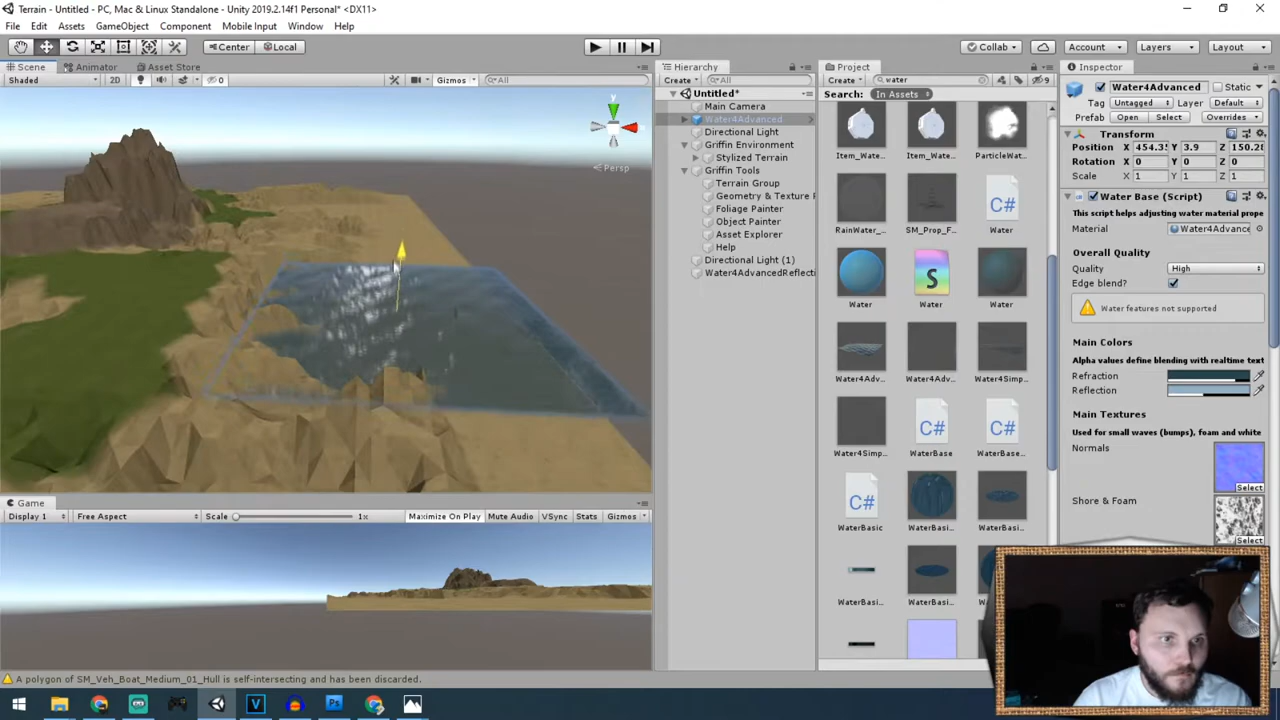 Terrain - Untitled - PC, Mac & Linux Standalone - Unity 2019.2.14f1 Personal* <DX11>
File Edit Assets GameObject Component Mobile Input Window Help
Center Local Collab Account Layers Layout
Scene Animator Asset Store
Shaded 2D 0 Gizmos All
y
Persp
Hierarchy
Create All
Untitled*
Main Camera
Water4Advanced
Directional Light
Griffin Environment
Stylized Terrain
Griffin Tools
Terrain Group
Geometry & Texture P
Foliage Painter
Object Painter
Asset Explorer
Help
Directional Light (1)
Water4AdvancedReflecti
Project
Create water 9
Search: In Assets
Item_Wate... Item_Wate... ParticleWat...
C#
RainWater_... SM_Prop_F... Water
S
Water Water Water
Water4Adv... Water4Adv... Water4Simp...
C# C#
Water4Simp... WaterBase WaterBase...
C#
WaterBasic WaterBasi... WaterBasi...
WaterBasi... WaterBasi...
Inspector
Water4Advanced Static
Tag Untagged Layer Default
Prefab Open Select Overrides
Transform
Position X 454.35 Y 3.9 Z 150.28
Rotation X 0 Y 0 Z 0
Scale X 1 Y 1 Z 1
Water Base (Script)
This script helps adjusting water material prope
Material Water4Advance
Overall Quality
Quality High
Edge blend?
Water features not supported
Main Colors
Alpha values define blending with realtime text
Refraction
Reflection
Main Textures
Used for small waves (bumps), foam and white
Normals
Select
Shore & Foam
Select
Game
Display 1 Free Aspect Scale 1x Maximize On Play Mute Audio VSync Stats Gizmos
A polygon of SM_Veh_Boat_Medium_01_Hull is self-intersecting and has been discarded.